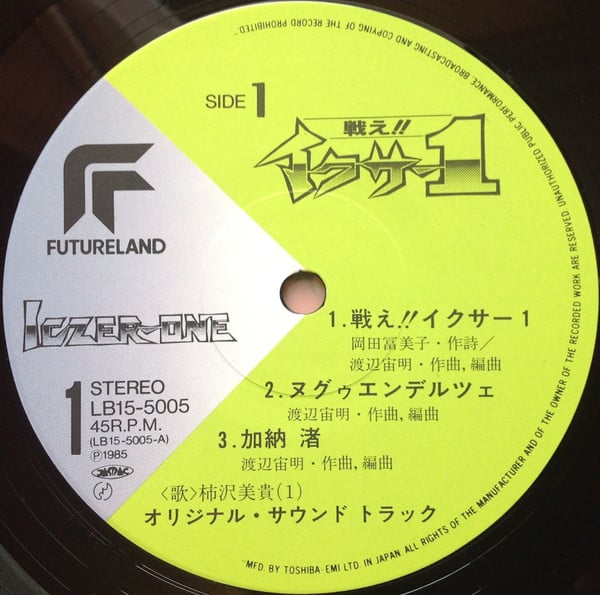 SIDE 1
戦え!!
イクサー1
FUTURELAND
ICZER-ONE
1
STEREO
LB15-5005
45R.P.M.
(LB15-5005-A)
Ⓟ1985
JASRAC
1.戦え!!イクサー1
岡田冨美子・作詩／
渡辺宙明・作曲,編曲
2.ヌグゥエンデルツェ
渡辺宙明・作曲,編曲
3.加納 渚
渡辺宙明・作曲,編曲
〈歌〉柿沢美貴(1)
オリジナル・サウンド トラック
"MFD BY TOSHIBA-EMI LTD IN JAPAN: ALL RIGHTS OF THE MANUFACTURER AND OF THE OWNER OF THE RECORDED WORK ARE RESERVED UNAUTHORIZED PUBLIC PERFORMANCE BROADCASTING AND COPYING OF THE RECORD PROHIBITED"